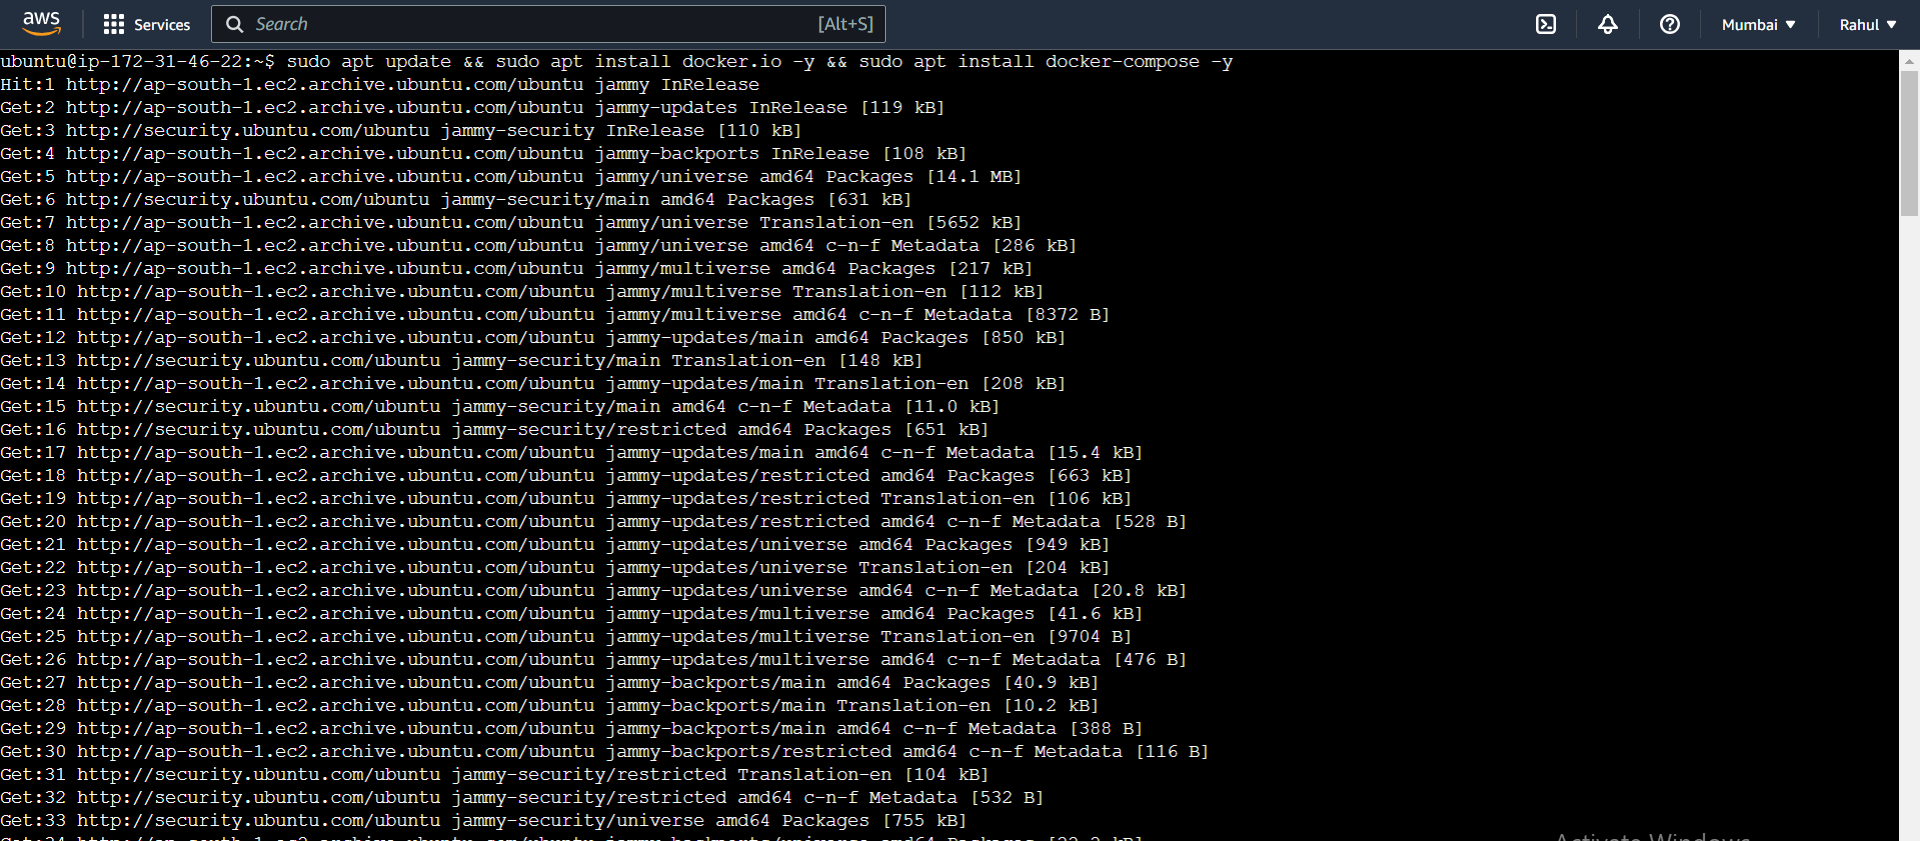 aws Services Search [Alt+S] Mumbai Rahul
ubuntu@ip-172-31-46-22:~$ sudo apt update && sudo apt install docker.io -y && sudo apt install docker-compose -y
Hit:1 http://ap-south-1.ec2.archive.ubuntu.com/ubuntu jammy InRelease
Get:2 http://ap-south-1.ec2.archive.ubuntu.com/ubuntu jammy-updates InRelease [119 kB]
Get:3 http://security.ubuntu.com/ubuntu jammy-security InRelease [110 kB]
Get:4 http://ap-south-1.ec2.archive.ubuntu.com/ubuntu jammy-backports InRelease [108 kB]
Get:5 http://ap-south-1.ec2.archive.ubuntu.com/ubuntu jammy/universe amd64 Packages [14.1 MB]
Get:6 http://security.ubuntu.com/ubuntu jammy-security/main amd64 Packages [631 kB]
Get:7 http://ap-south-1.ec2.archive.ubuntu.com/ubuntu jammy/universe Translation-en [5652 kB]
Get:8 http://ap-south-1.ec2.archive.ubuntu.com/ubuntu jammy/universe amd64 c-n-f Metadata [286 kB]
Get:9 http://ap-south-1.ec2.archive.ubuntu.com/ubuntu jammy/multiverse amd64 Packages [217 kB]
Get:10 http://ap-south-1.ec2.archive.ubuntu.com/ubuntu jammy/multiverse Translation-en [112 kB]
Get:11 http://ap-south-1.ec2.archive.ubuntu.com/ubuntu jammy/multiverse amd64 c-n-f Metadata [8372 B]
Get:12 http://ap-south-1.ec2.archive.ubuntu.com/ubuntu jammy-updates/main amd64 Packages [850 kB]
Get:13 http://security.ubuntu.com/ubuntu jammy-security/main Translation-en [148 kB]
Get:14 http://ap-south-1.ec2.archive.ubuntu.com/ubuntu jammy-updates/main Translation-en [208 kB]
Get:15 http://security.ubuntu.com/ubuntu jammy-security/main amd64 c-n-f Metadata [11.0 kB]
Get:16 http://security.ubuntu.com/ubuntu jammy-security/restricted amd64 Packages [651 kB]
Get:17 http://ap-south-1.ec2.archive.ubuntu.com/ubuntu jammy-updates/main amd64 c-n-f Metadata [15.4 kB]
Get:18 http://ap-south-1.ec2.archive.ubuntu.com/ubuntu jammy-updates/restricted amd64 Packages [663 kB]
Get:19 http://ap-south-1.ec2.archive.ubuntu.com/ubuntu jammy-updates/restricted Translation-en [106 kB]
Get:20 http://ap-south-1.ec2.archive.ubuntu.com/ubuntu jammy-updates/restricted amd64 c-n-f Metadata [528 B]
Get:21 http://ap-south-1.ec2.archive.ubuntu.com/ubuntu jammy-updates/universe amd64 Packages [949 kB]
Get:22 http://ap-south-1.ec2.archive.ubuntu.com/ubuntu jammy-updates/universe Translation-en [204 kB]
Get:23 http://ap-south-1.ec2.archive.ubuntu.com/ubuntu jammy-updates/universe amd64 c-n-f Metadata [20.8 kB]
Get:24 http://ap-south-1.ec2.archive.ubuntu.com/ubuntu jammy-updates/multiverse amd64 Packages [41.6 kB]
Get:25 http://ap-south-1.ec2.archive.ubuntu.com/ubuntu jammy-updates/multiverse Translation-en [9704 B]
Get:26 http://ap-south-1.ec2.archive.ubuntu.com/ubuntu jammy-updates/multiverse amd64 c-n-f Metadata [476 B]
Get:27 http://ap-south-1.ec2.archive.ubuntu.com/ubuntu jammy-backports/main amd64 Packages [40.9 kB]
Get:28 http://ap-south-1.ec2.archive.ubuntu.com/ubuntu jammy-backports/main Translation-en [10.2 kB]
Get:29 http://ap-south-1.ec2.archive.ubuntu.com/ubuntu jammy-backports/main amd64 c-n-f Metadata [388 B]
Get:30 http://ap-south-1.ec2.archive.ubuntu.com/ubuntu jammy-backports/restricted amd64 c-n-f Metadata [116 B]
Get:31 http://security.ubuntu.com/ubuntu jammy-security/restricted Translation-en [104 kB]
Get:32 http://security.ubuntu.com/ubuntu jammy-security/restricted amd64 c-n-f Metadata [532 B]
Get:33 http://security.ubuntu.com/ubuntu jammy-security/universe amd64 Packages [755 kB]
Activate Windows